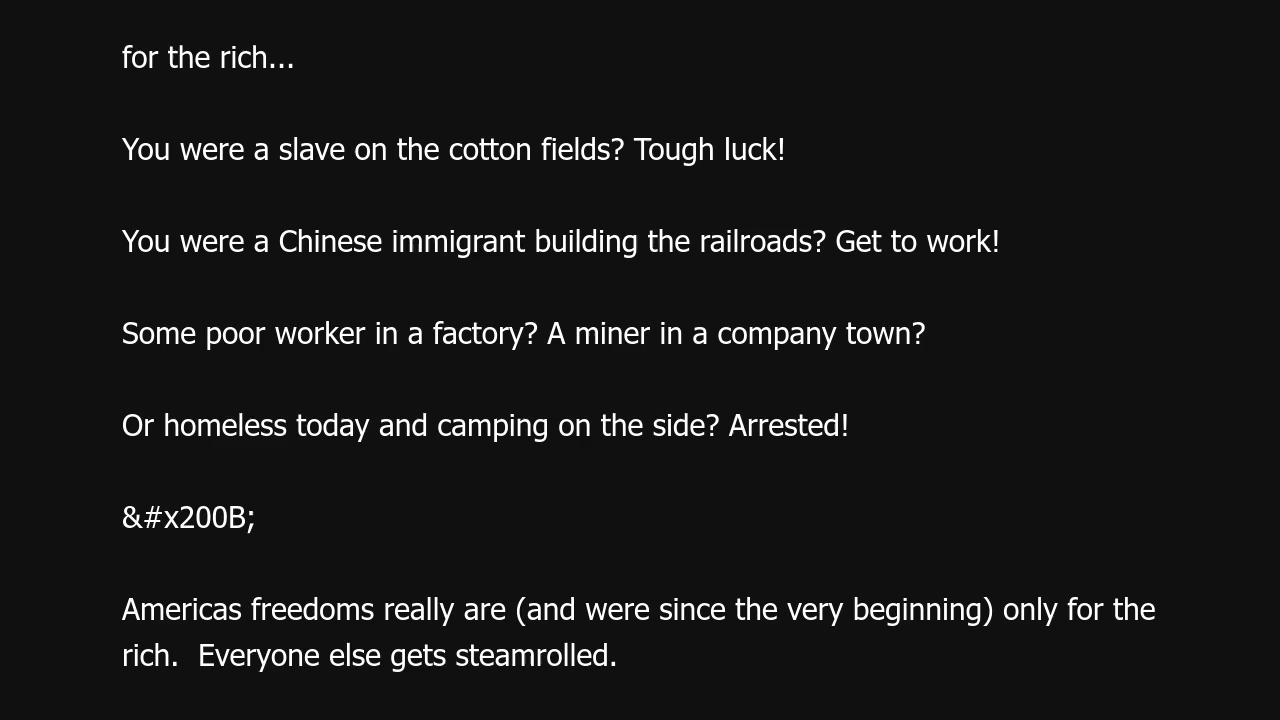 for the rich...
You were a slave on the cotton fields? Tough luck!
You were a Chinese immigrant building the railroads? Get to work!
Some poor worker in a factory? A miner in a company town?
Or homeless today and camping on the side? Arrested!
&#x200B;
Americas freedoms really are (and were since the very beginning) only for the
rich.  Everyone else gets steamrolled.